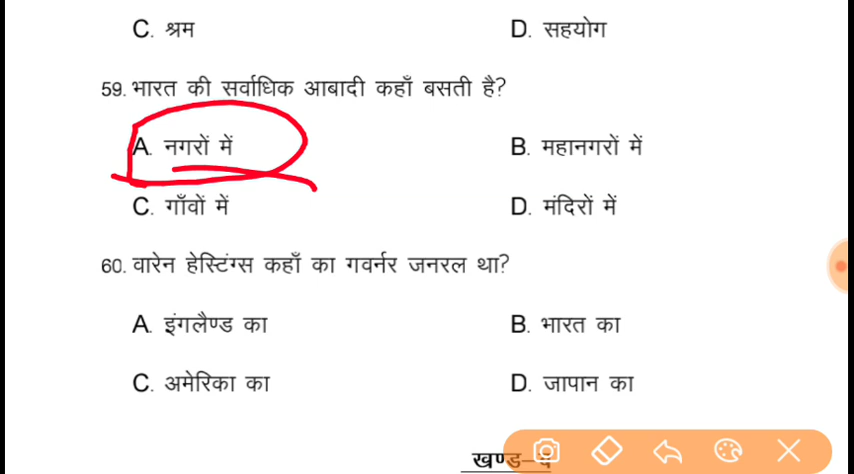 C. श्रम D. सहयोग
59. भारत की सर्वाधिक आबादी कहाँ बसती है?
A. नगरों में B. महानगरों में
C. गाँवों में D. मंदिरों में
60. वारेन हेस्टिंग्स कहाँ का गवर्नर जनरल था?
A. इंगलैण्ड का B. भारत का
C. अमेरिका का D. जापान का
खण्ड–